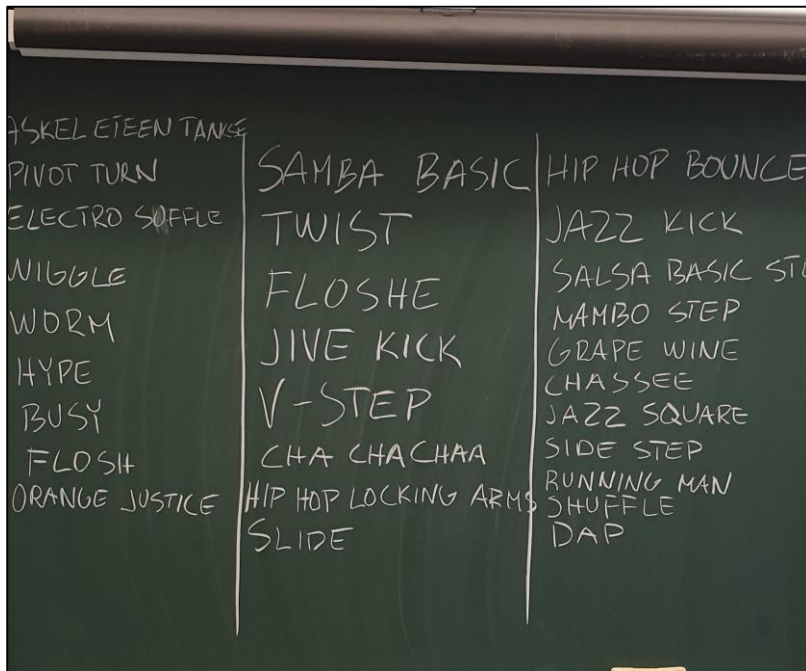 ASKEL ETEEN TANKSE
PIVOT TURN
ELECTRO SUFFLE
WIGGLE
WORM
HYPE
BUSY
FLOSH
ORANGE JUSTICE
SAMBA BASIC
TWIST
FLOSHE
JIVE KICK
V-STEP
CHA CHACHAA
HIP HOP LOCKING ARMS
SLIDE
HIP HOP BOUNCE
JAZZ KICK
SALSA BASIC STE
MAMBO STEP
GRAPE WINE
CHASSEE
JAZZ SQUARE
SIDE STEP
RUNNING MAN
SHUFFLE
DAP